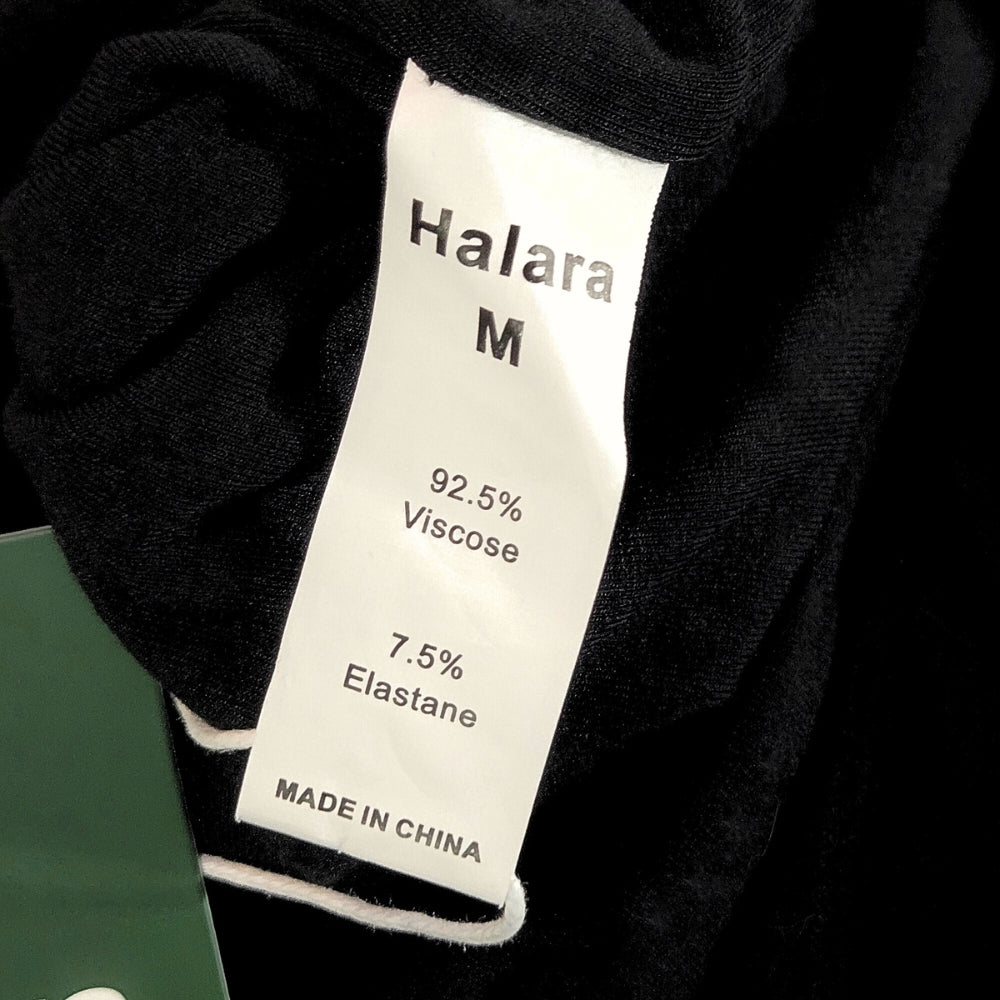 Halara
M
92.5%
Viscose
7.5%
Elastane
MADE IN CHINA